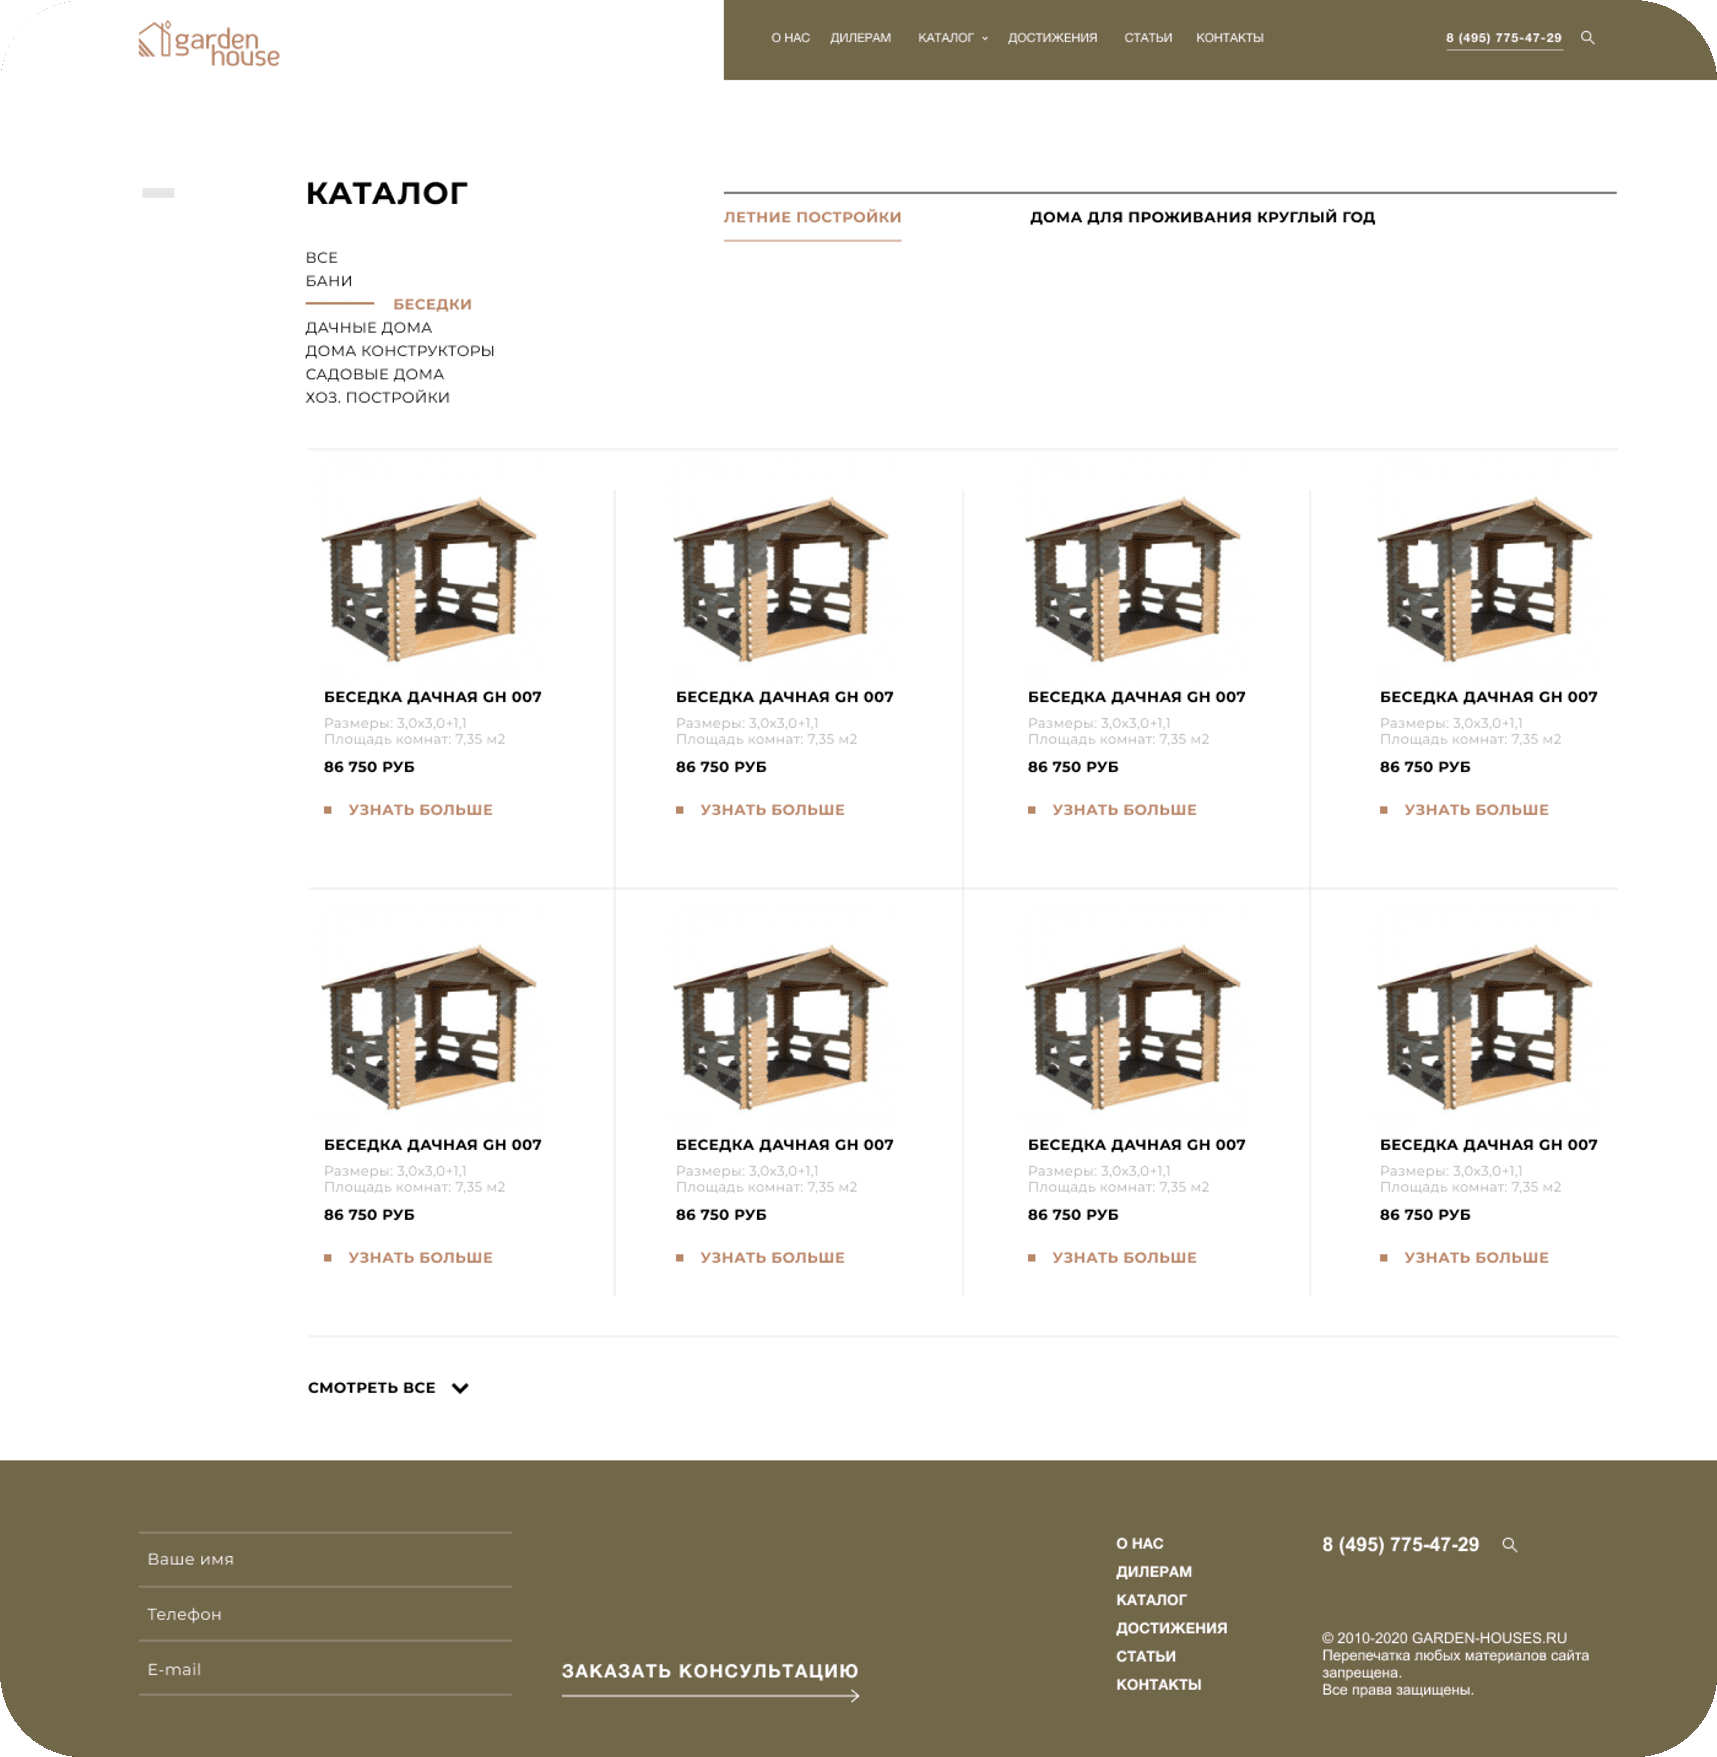 garden
house
О НАС ДИЛЕРАМ КАТАЛОГ ДОСТИЖЕНИЯ СТАТЬИ КОНТАКТЫ 8 (495) 775-47-29
КАТАЛОГ
ЛЕТНИЕ ПОСТРОЙКИ ДОМА ДЛЯ ПРОЖИВАНИЯ КРУГЛЫЙ ГОД
ВСЕ
БАНИ
БЕСЕДКИ
ДАЧНЫЕ ДОМА
ДОМА КОНСТРУКТОРЫ
САДОВЫЕ ДОМА
ХОЗ. ПОСТРОЙКИ
БЕСЕДКА ДАЧНАЯ GH 007
Размеры: 3,0х3,0+1,1
Площадь комнат: 7,35 м2
86 750 РУБ
УЗНАТЬ БОЛЬШЕ
БЕСЕДКА ДАЧНАЯ GH 007
Размеры: 3,0х3,0+1,1
Площадь комнат: 7,35 м2
86 750 РУБ
УЗНАТЬ БОЛЬШЕ
БЕСЕДКА ДАЧНАЯ GH 007
Размеры: 3,0х3,0+1,1
Площадь комнат: 7,35 м2
86 750 РУБ
УЗНАТЬ БОЛЬШЕ
БЕСЕДКА ДАЧНАЯ GH 007
Размеры: 3,0х3,0+1,1
Площадь комнат: 7,35 м2
86 750 РУБ
УЗНАТЬ БОЛЬШЕ
БЕСЕДКА ДАЧНАЯ GH 007
Размеры: 3,0х3,0+1,1
Площадь комнат: 7,35 м2
86 750 РУБ
УЗНАТЬ БОЛЬШЕ
БЕСЕДКА ДАЧНАЯ GH 007
Размеры: 3,0х3,0+1,1
Площадь комнат: 7,35 м2
86 750 РУБ
УЗНАТЬ БОЛЬШЕ
БЕСЕДКА ДАЧНАЯ GH 007
Размеры: 3,0х3,0+1,1
Площадь комнат: 7,35 м2
86 750 РУБ
УЗНАТЬ БОЛЬШЕ
БЕСЕДКА ДАЧНАЯ GH 007
Размеры: 3,0х3,0+1,1
Площадь комнат: 7,35 м2
86 750 РУБ
УЗНАТЬ БОЛЬШЕ
СМОТРЕТЬ ВСЕ
Ваше имя
Телефон
E-mail
ЗАКАЗАТЬ КОНСУЛЬТАЦИЮ
О НАС
ДИЛЕРАМ
КАТАЛОГ
ДОСТИЖЕНИЯ
СТАТЬИ
КОНТАКТЫ
8 (495) 775-47-29
© 2010-2020 GARDEN-HOUSES.RU
Перепечатка любых материалов сайта
запрещена.
Все права защищены.